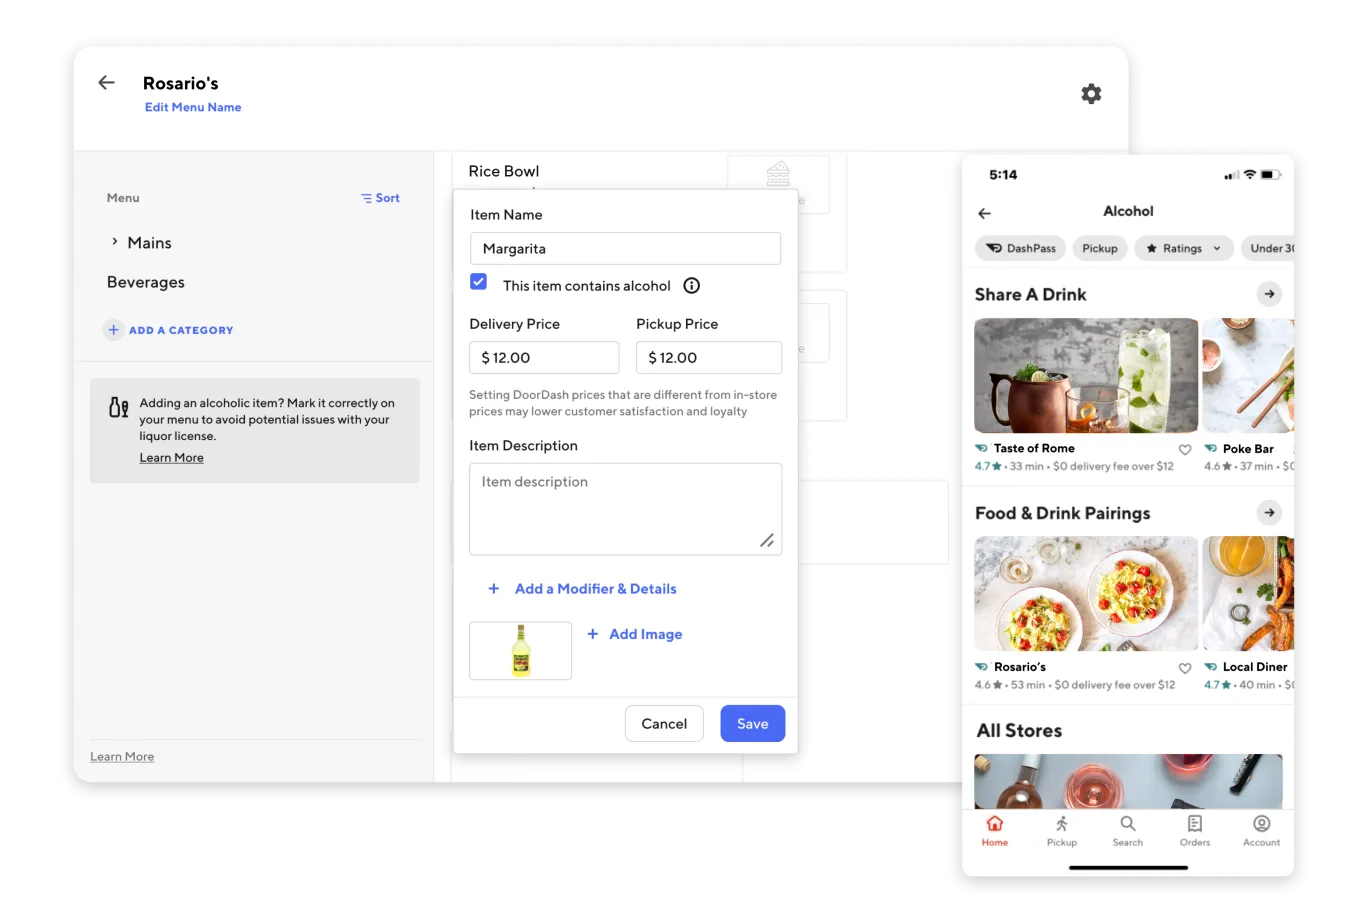 Rosario's
Edit Menu Name
Menu
Sort
Mains
Beverages
+ ADD A CATEGORY
Adding an alcoholic item? Mark it correctly on
your menu to avoid potential issues with your
liquor license.
Learn More
Learn More
Rice Bowl
Item Name
Margarita
This item contains alcohol
Delivery Price
Pickup Price
$ 12.00
$ 12.00
Setting DoorDash prices that are different from in-store
prices may lower customer satisfaction and loyalty
Item Description
Item description
+ Add a Modifier & Details
+ Add Image
Cancel
Save
5:14
Alcohol
DashPass
Pickup
★ Ratings
Under 30
Share A Drink
Taste of Rome
4.7★ • 33 min • $0 delivery fee over $12
Poke Bar
4.6★ • 37 min • $0
Food & Drink Pairings
Rosario’s
4.6★ • 53 min • $0 delivery fee over $12
Local Diner
4.7★ • 40 min • $0
All Stores
Home
Pickup
Search
Orders
Account